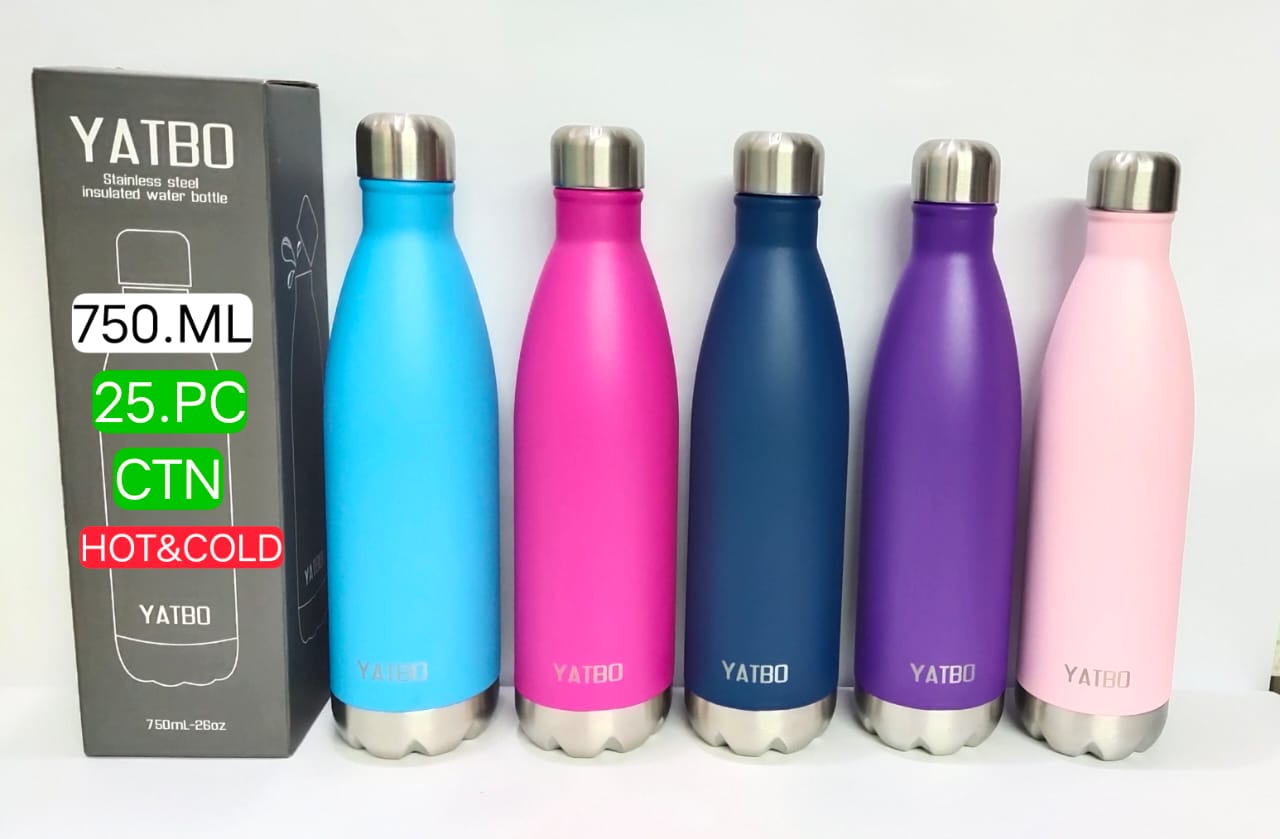 YATBO
Stainless steel
insulated water bottle
750.ML
25.PC
CTN
HOT&COLD
YATBO
750mL-26oz
YATBO
YATBO
YATBO
YATBO
YATBO